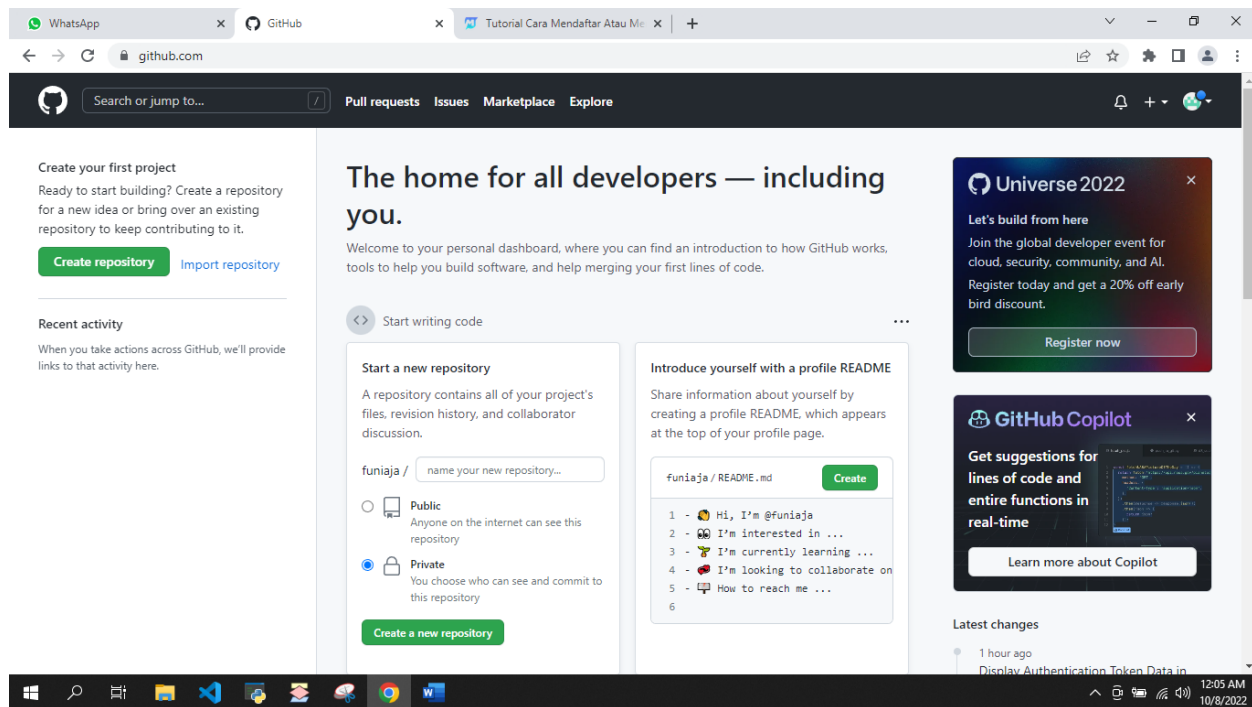 WhatsApp
GitHub
Tutorial Cara Mendaftar Atau Me
github.com
Search or jump to...
/
Pull requests Issues Marketplace Explore
Create your first project
Ready to start building? Create a repository
for a new idea or bring over an existing
repository to keep contributing to it.
Create repository
Import repository
Recent activity
When you take actions across GitHub, we'll provide
links to that activity here.
The home for all developers — including
you.
Welcome to your personal dashboard, where you can find an introduction to how GitHub works,
tools to help you build software, and help merging your first lines of code.
<> Start writing code
Start a new repository
A repository contains all of your project's
files, revision history, and collaborator
discussion.
funiaja / name your new repository...
Public
Anyone on the internet can see this
repository
Private
You choose who can see and commit to
this repository
Create a new repository
Introduce yourself with a profile README
Share information about yourself by
creating a profile README, which appears
at the top of your profile page.
funiaja/README.md
Create
1 - 👋 Hi, I'm @funiaja
2 - 👀 I'm interested in ...
3 - 🌱 I'm currently learning ...
4 - 💞️ I'm looking to collaborate on
5 - 📫 How to reach me ...
6
Universe 2022
Let's build from here
Join the global developer event for
cloud, security, community, and AI.
Register today and get a 20% off early
bird discount.
Register now
GitHub Copilot
Get suggestions for
lines of code and
entire functions in
real-time
Learn more about Copilot
Latest changes
1 hour ago
Display Authentication Token Data in
12:05 AM
10/8/2022